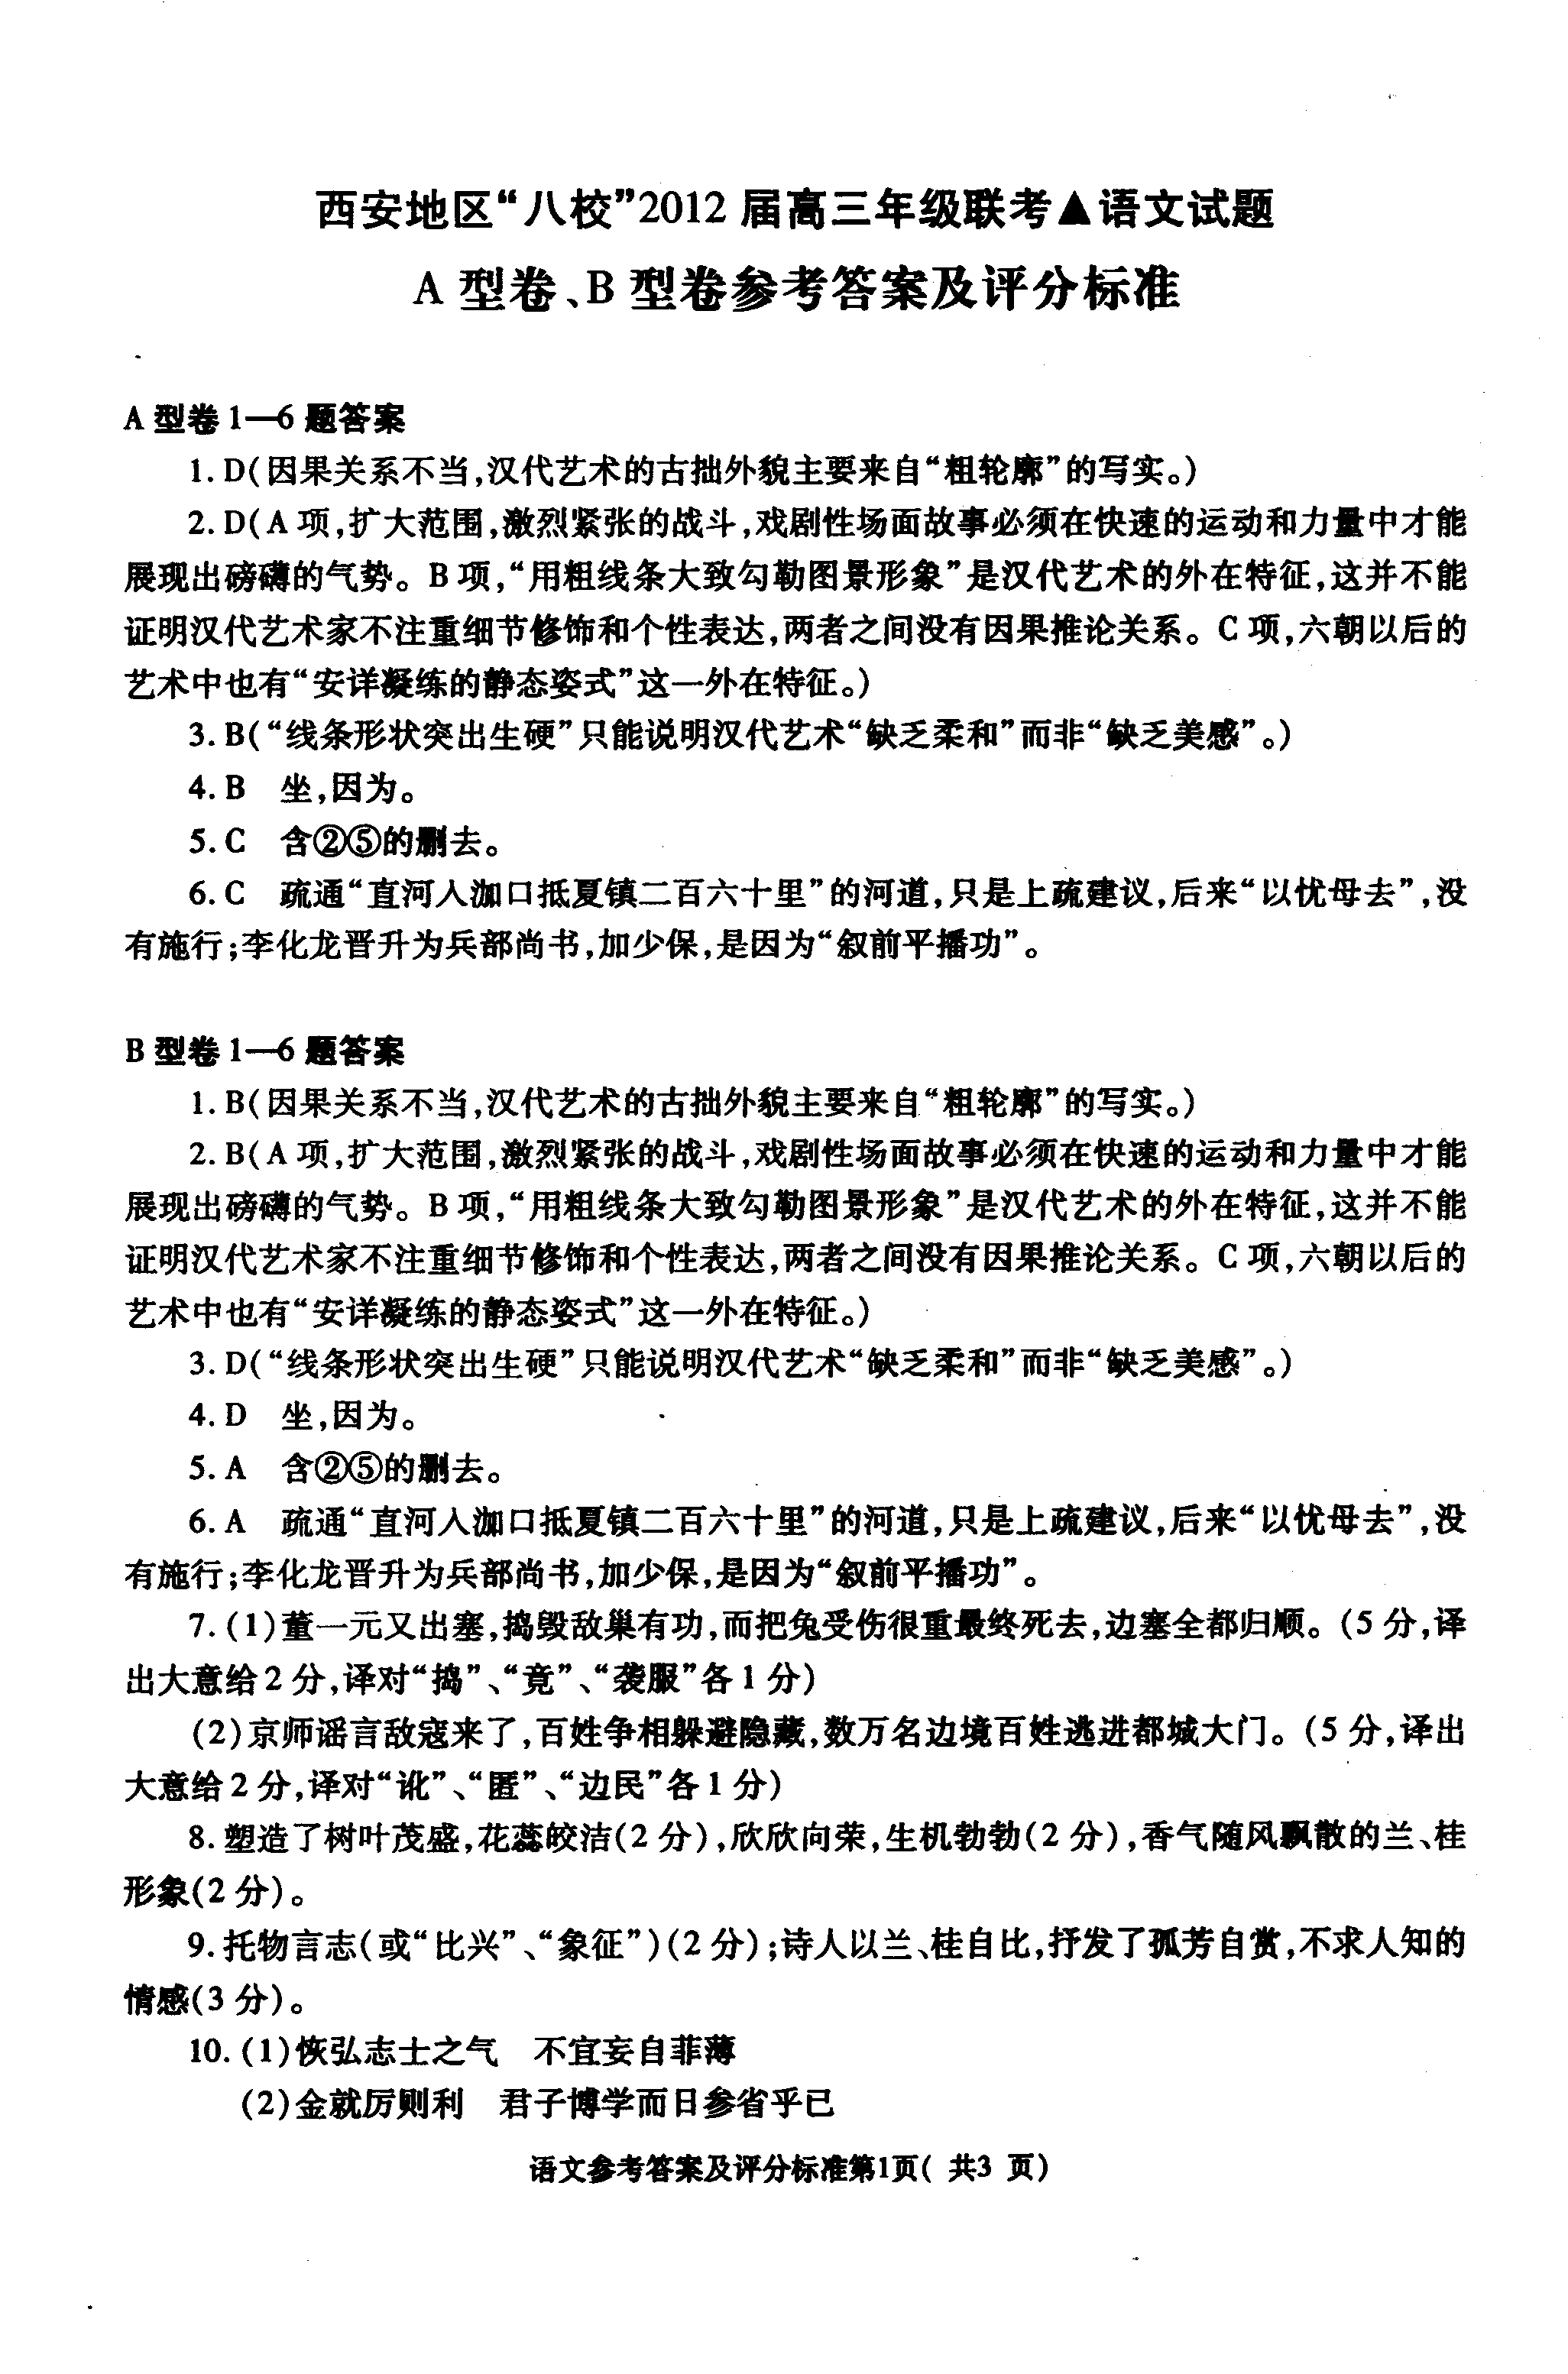 西安地区“八校”2012 届高三年级联考▲语文试题
A 型卷、B 型卷参考答案及评分标准
A 型卷 1—6 题答案
1. D(因果关系不当,汉代艺术的古拙外貌主要来自“粗轮廓”的写实。)
2. D(A 项,扩大范围,激烈紧张的战斗,戏剧性场面故事必须在快速的运动和力量中才能
展现出磅礴的气势。B 项,“用粗线条大致勾勒图景形象”是汉代艺术的外在特征,这并不能
证明汉代艺术家不注重细节修饰和个性表达,两者之间没有因果推论关系。C 项,六朝以后的
艺术中也有“安详凝练的静态姿式”这一外在特征。)
3. B(“线条形状突出生硬”只能说明汉代艺术“缺乏柔和”而非“缺乏美感”。)
4. B 坐,因为。
5. C 含②⑤的删去。
6. C 疏通“直河入泇口抵夏镇二百六十里”的河道,只是上疏建议,后来“以忧母去”,没
有施行;李化龙晋升为兵部尚书,加少保,是因为“叙前平播功”。
B 型卷 1—6 题答案
1. B(因果关系不当,汉代艺术的古拙外貌主要来自“粗轮廓”的写实。)
2. B(A 项,扩大范围,激烈紧张的战斗,戏剧性场面故事必须在快速的运动和力量中才能
展现出磅礴的气势。B 项,“用粗线条大致勾勒图景形象”是汉代艺术的外在特征,这并不能
证明汉代艺术家不注重细节修饰和个性表达,两者之间没有因果推论关系。C 项,六朝以后的
艺术中也有“安详凝练的静态姿式”这一外在特征。)
3. D(“线条形状突出生硬”只能说明汉代艺术“缺乏柔和”而非“缺乏美感”。)
4. D 坐,因为。
5. A 含②⑤的删去。
6. A 疏通“直河入泇口抵夏镇二百六十里”的河道,只是上疏建议,后来“以忧母去”,没
有施行;李化龙晋升为兵部尚书,加少保,是因为“叙前平播功”。
7. (1)董一元又出塞,捣毁敌巢有功,而把兔受伤很重最终死去,边塞全都归顺。(5 分,译
出大意给 2 分,译对“捣”、“竟”、“袭服”各 1 分)
(2)京师谣言敌寇来了,百姓争相躲避隐藏,数万名边境百姓逃进都城大门。(5 分,译出
大意给 2 分,译对“讹”、“匿”、“边民”各 1 分)
8. 塑造了树叶茂盛,花蕊皎洁(2 分),欣欣向荣,生机勃勃(2 分),香气随风飘散的兰、桂
形象(2 分)。
9. 托物言志(或“比兴”、“象征”)(2 分);诗人以兰、桂自比,抒发了孤芳自赏,不求人知的
情感(3 分)。
10. (1)恢弘志士之气 不宜妄自菲薄
(2)金就厉则利 君子博学而日参省乎己
语文参考答案及评分标准第1页( 共3 页)